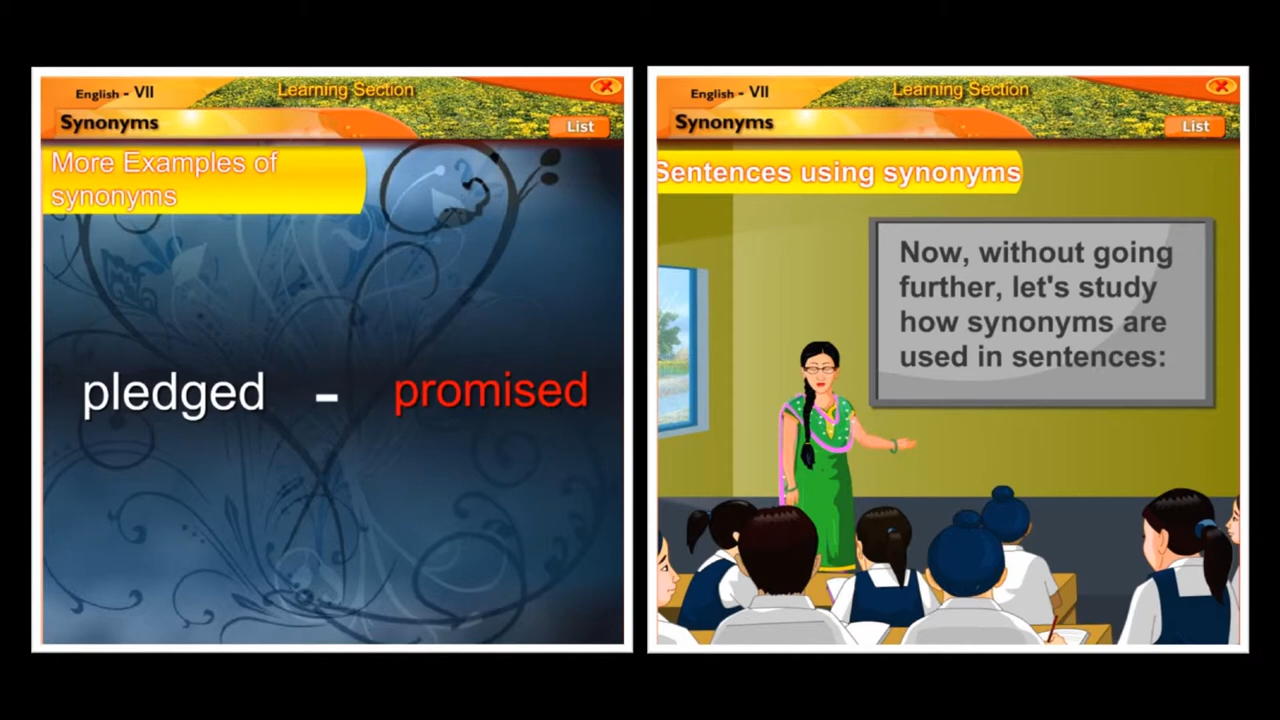 English - VII
Learning Section
Synonyms
List
More Examples of
synonyms
pledged - promised
English - VII
Learning Section
Synonyms
List
Sentences using synonyms
Now, without going
further, let's study
how synonyms are
used in sentences: